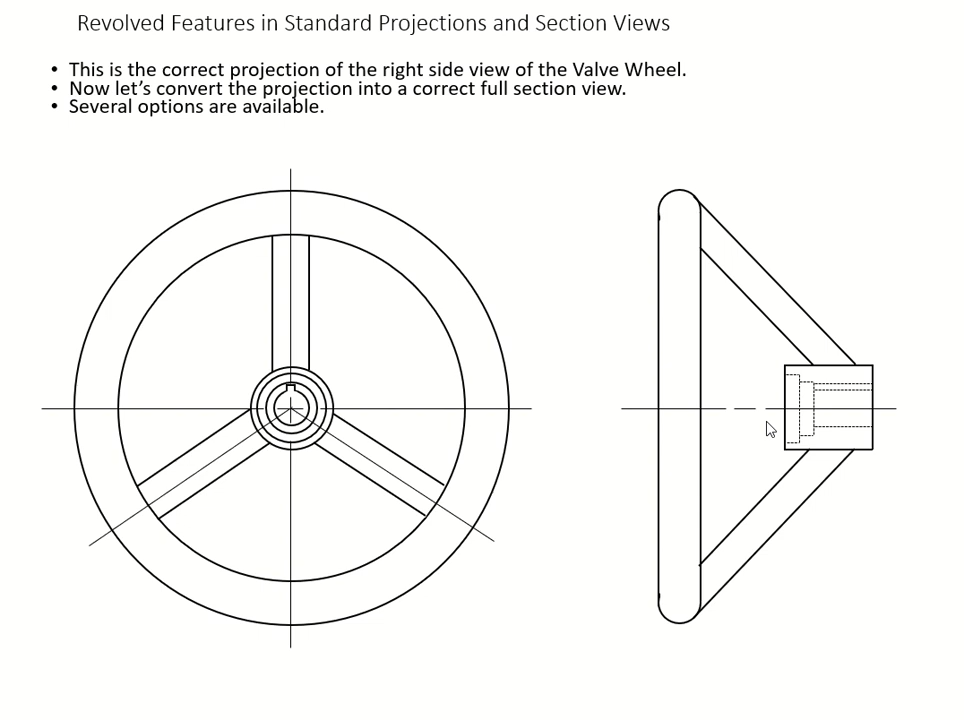 Revolved Features in Standard Projections and Section Views
• This is the correct projection of the right side view of the Valve Wheel.
• Now let’s convert the projection into a correct full section view.
• Several options are available.